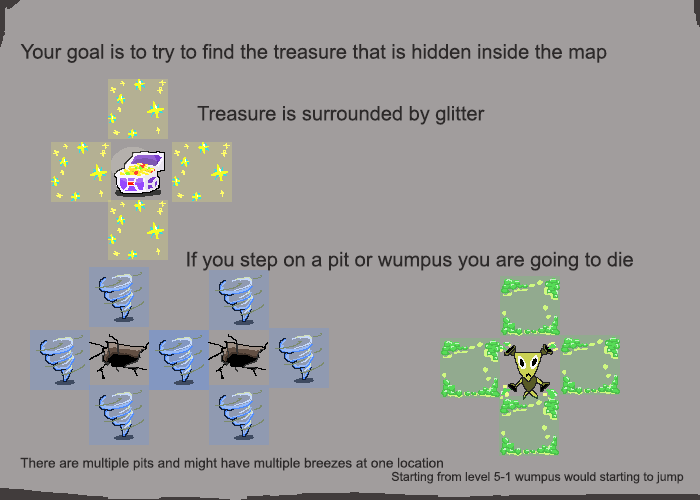 Your goal is to try to find the treasure that is hidden inside the map
Treasure is surrounded by glitter
If you step on a pit or wumpus you are going to die
There are multiple pits and might have multiple breezes at one location
Starting from level 5-1 wumpus would starting to jump